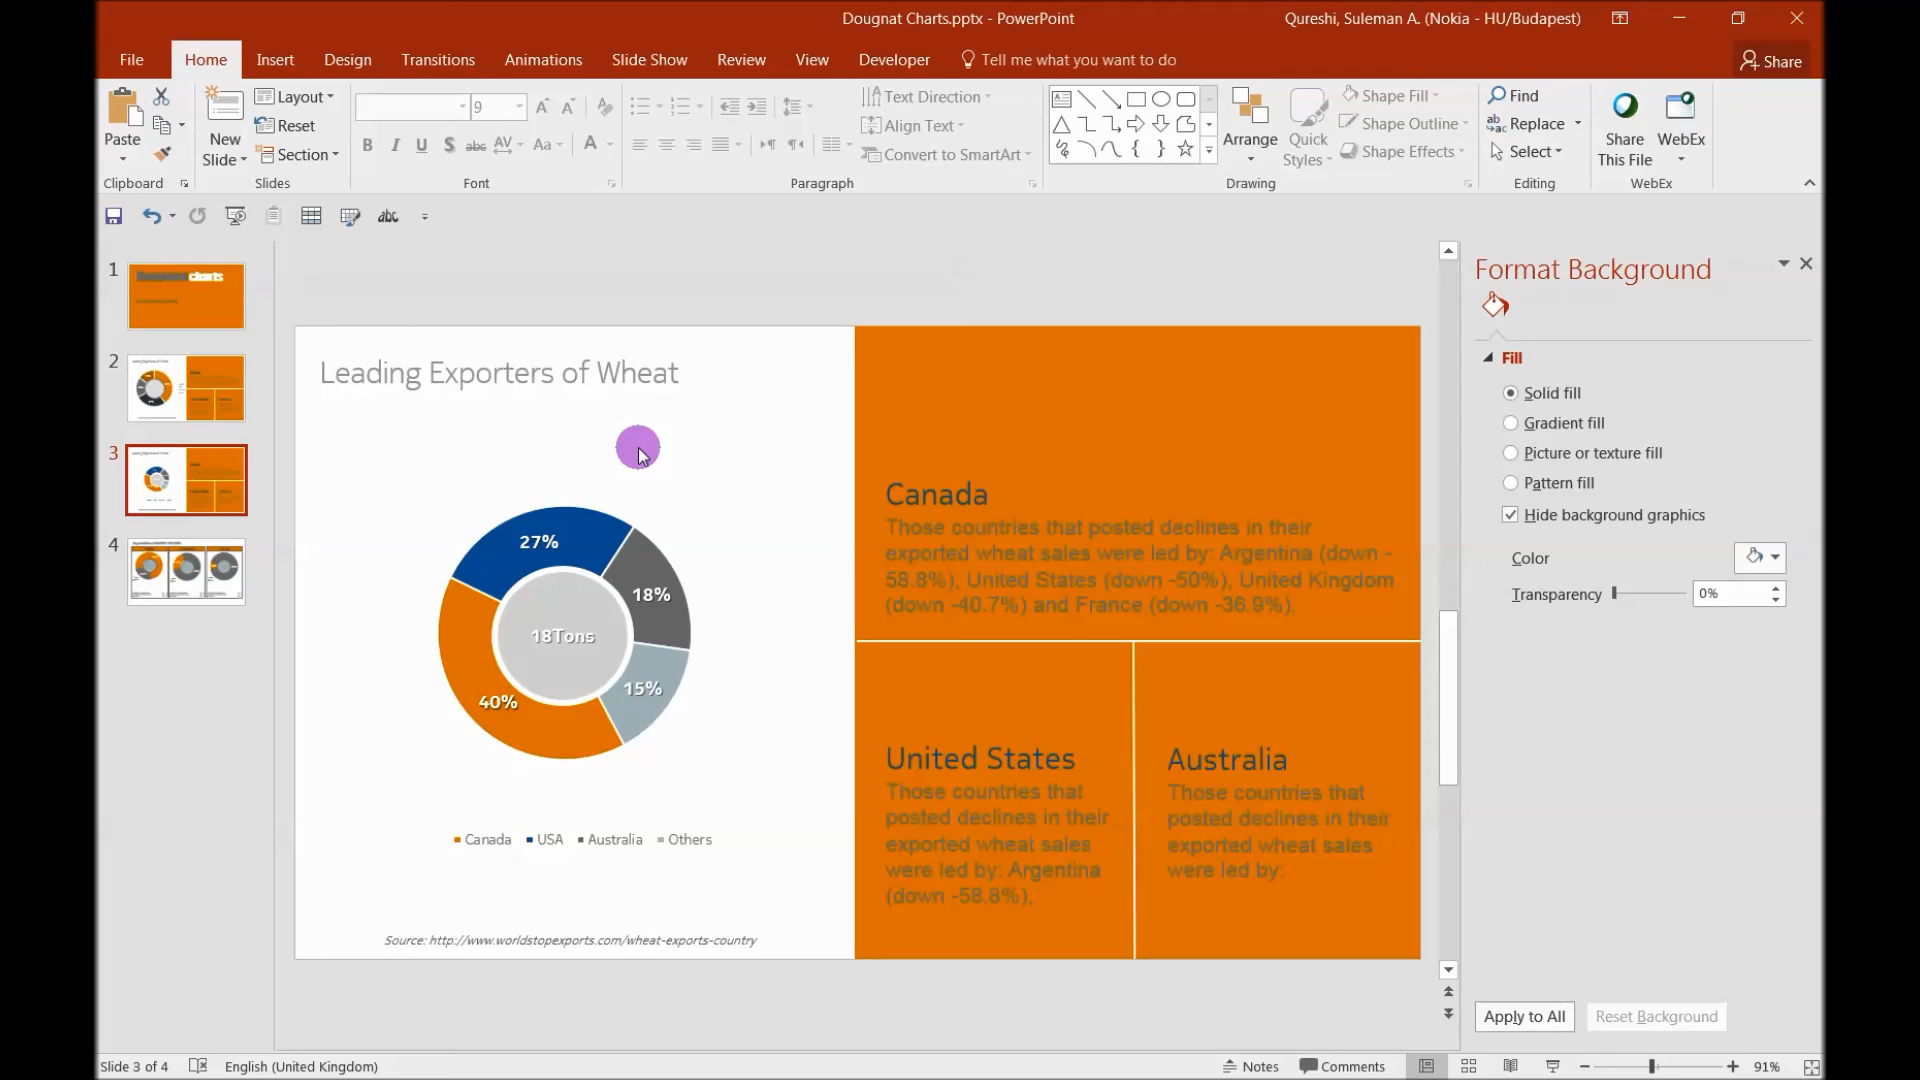 Dougnat Charts.pptx - PowerPoint
Qureshi, Suleman A. (Nokia - HU/Budapest)
File Home Insert Design Transitions Animations Slide Show Review View Developer Tell me what you want to do
Share
Paste
Clipboard
New
Slide
Layout
Reset
Section
Slides
9
B I U S abc AV Aa A
Font
Text Direction
Align Text
Convert to SmartArt
Paragraph
Arrange
Quick
Styles
Shape Fill
Shape Outline
Shape Effects
Drawing
Find
Replace
Select
Editing
Share
This File
WebEx
WebEx
abc
1
charts
2
3
4
Leading Exporters of Wheat
27%
18%
18Tons
15%
40%
Canada USA Australia Others
Source: http://www.worldstopexports.com/wheat-exports-country
Canada
Those countries that posted declines in their
exported wheat sales were led by: Argentina (down -
58.8%), United States (down -50%), United Kingdom
(down -40.7%) and France (down -36.9%).
United States
Those countries that
posted declines in their
exported wheat sales
were led by: Argentina
(down -58.8%),
Australia
Those countries that
posted declines in their
exported wheat sales
were led by:
Format Background
Fill
Solid fill
Gradient fill
Picture or texture fill
Pattern fill
Hide background graphics
Color
Transparency 0%
Apply to All Reset Background
Slide 3 of 4 English (United Kingdom)
Notes Comments 91%